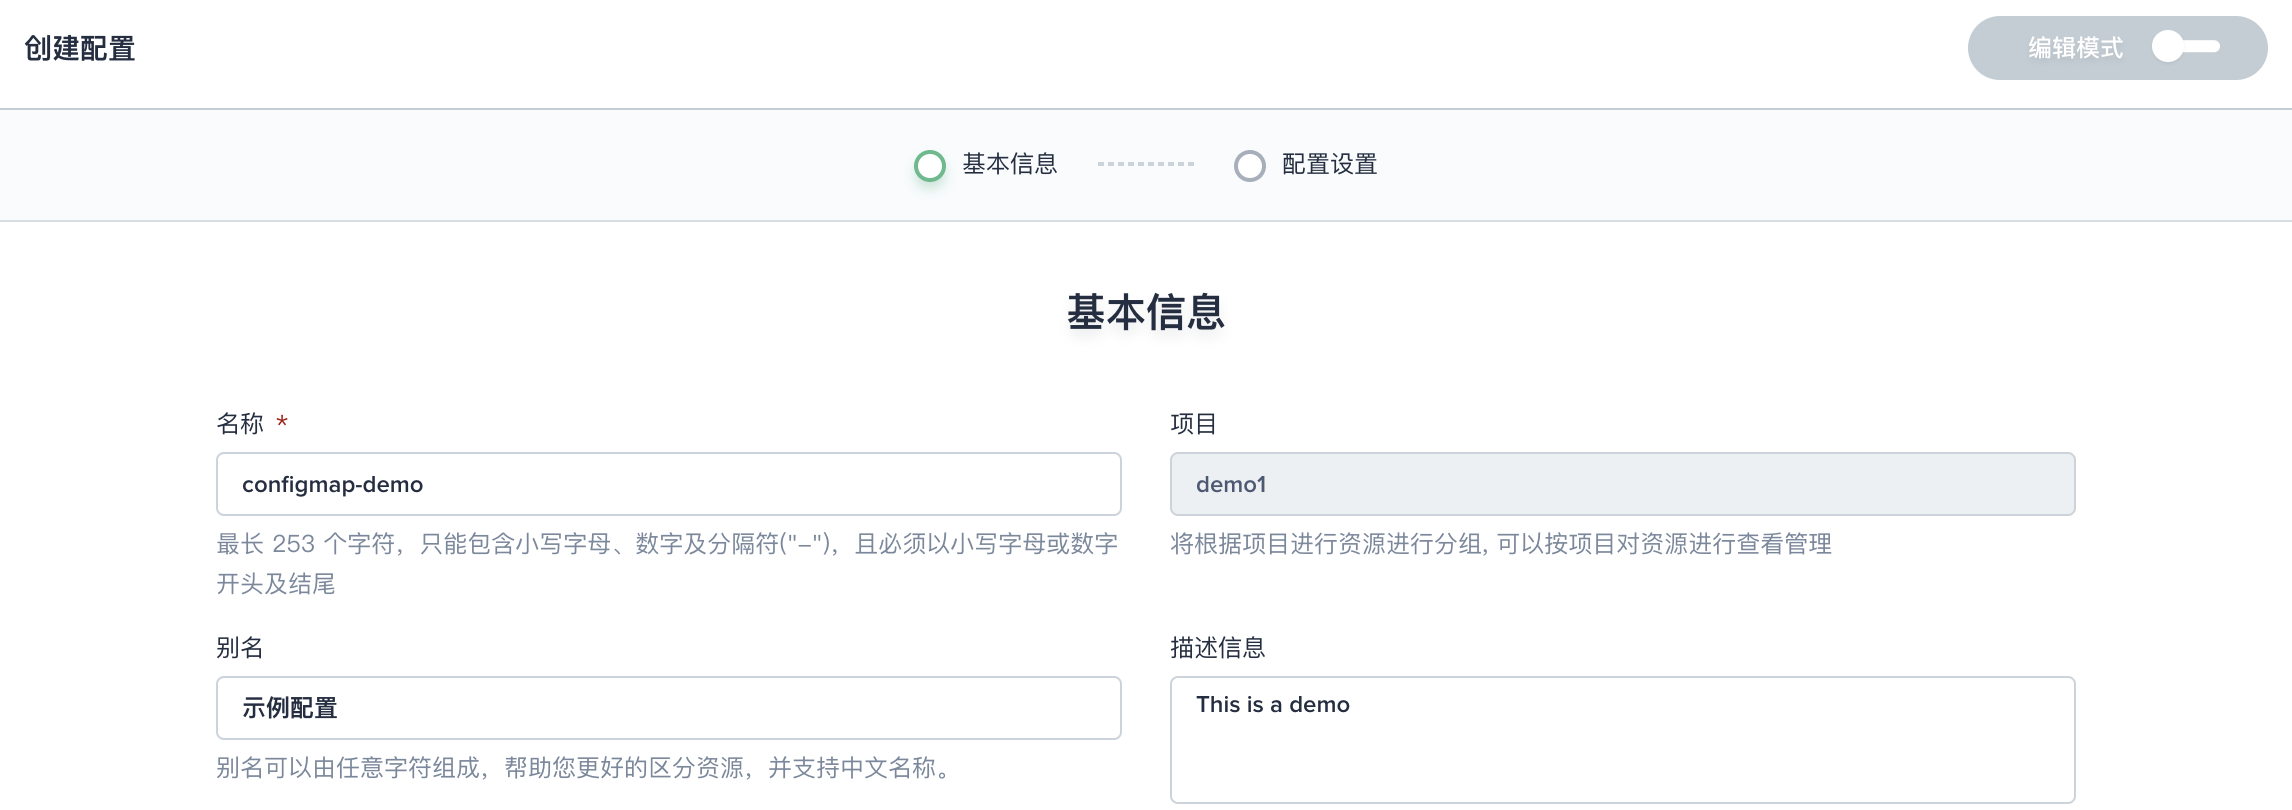 创建配置
编辑模式
基本信息
配置设置
基本信息
名称 *
项目
configmap-demo
demo1
最长 253 个字符，只能包含小写字母、数字及分隔符("-")，且必须以小写字母或数字
开头及结尾
将根据项目进行资源进行分组, 可以按项目对资源进行查看管理
别名
描述信息
示例配置
This is a demo
别名可以由任意字符组成，帮助您更好的区分资源，并支持中文名称。